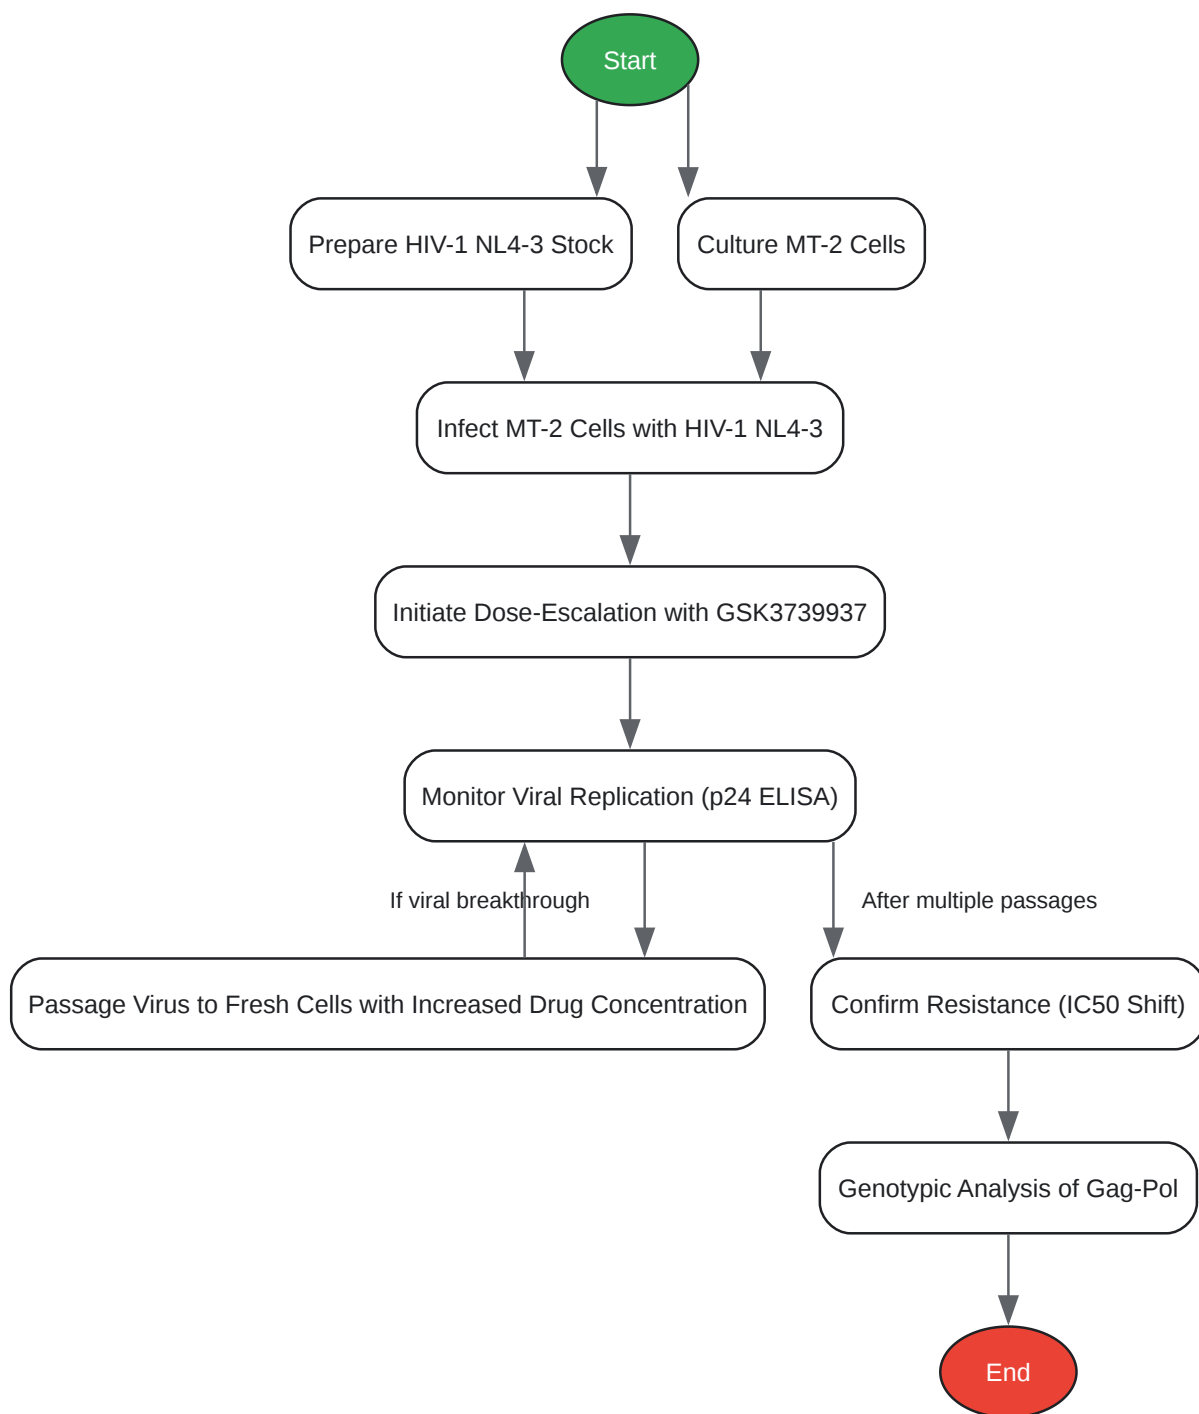 Start
Prepare HIV-1 NL4-3 Stock
Culture MT-2 Cells
Infect MT-2 Cells with HIV-1 NL4-3
Initiate Dose-Escalation with GSK3739937
Monitor Viral Replication (p24 ELISA)
If viral breakthrough
After multiple passages
Passage Virus to Fresh Cells with Increased Drug Concentration
Confirm Resistance (IC50 Shift)
Genotypic Analysis of Gag-Pol
End